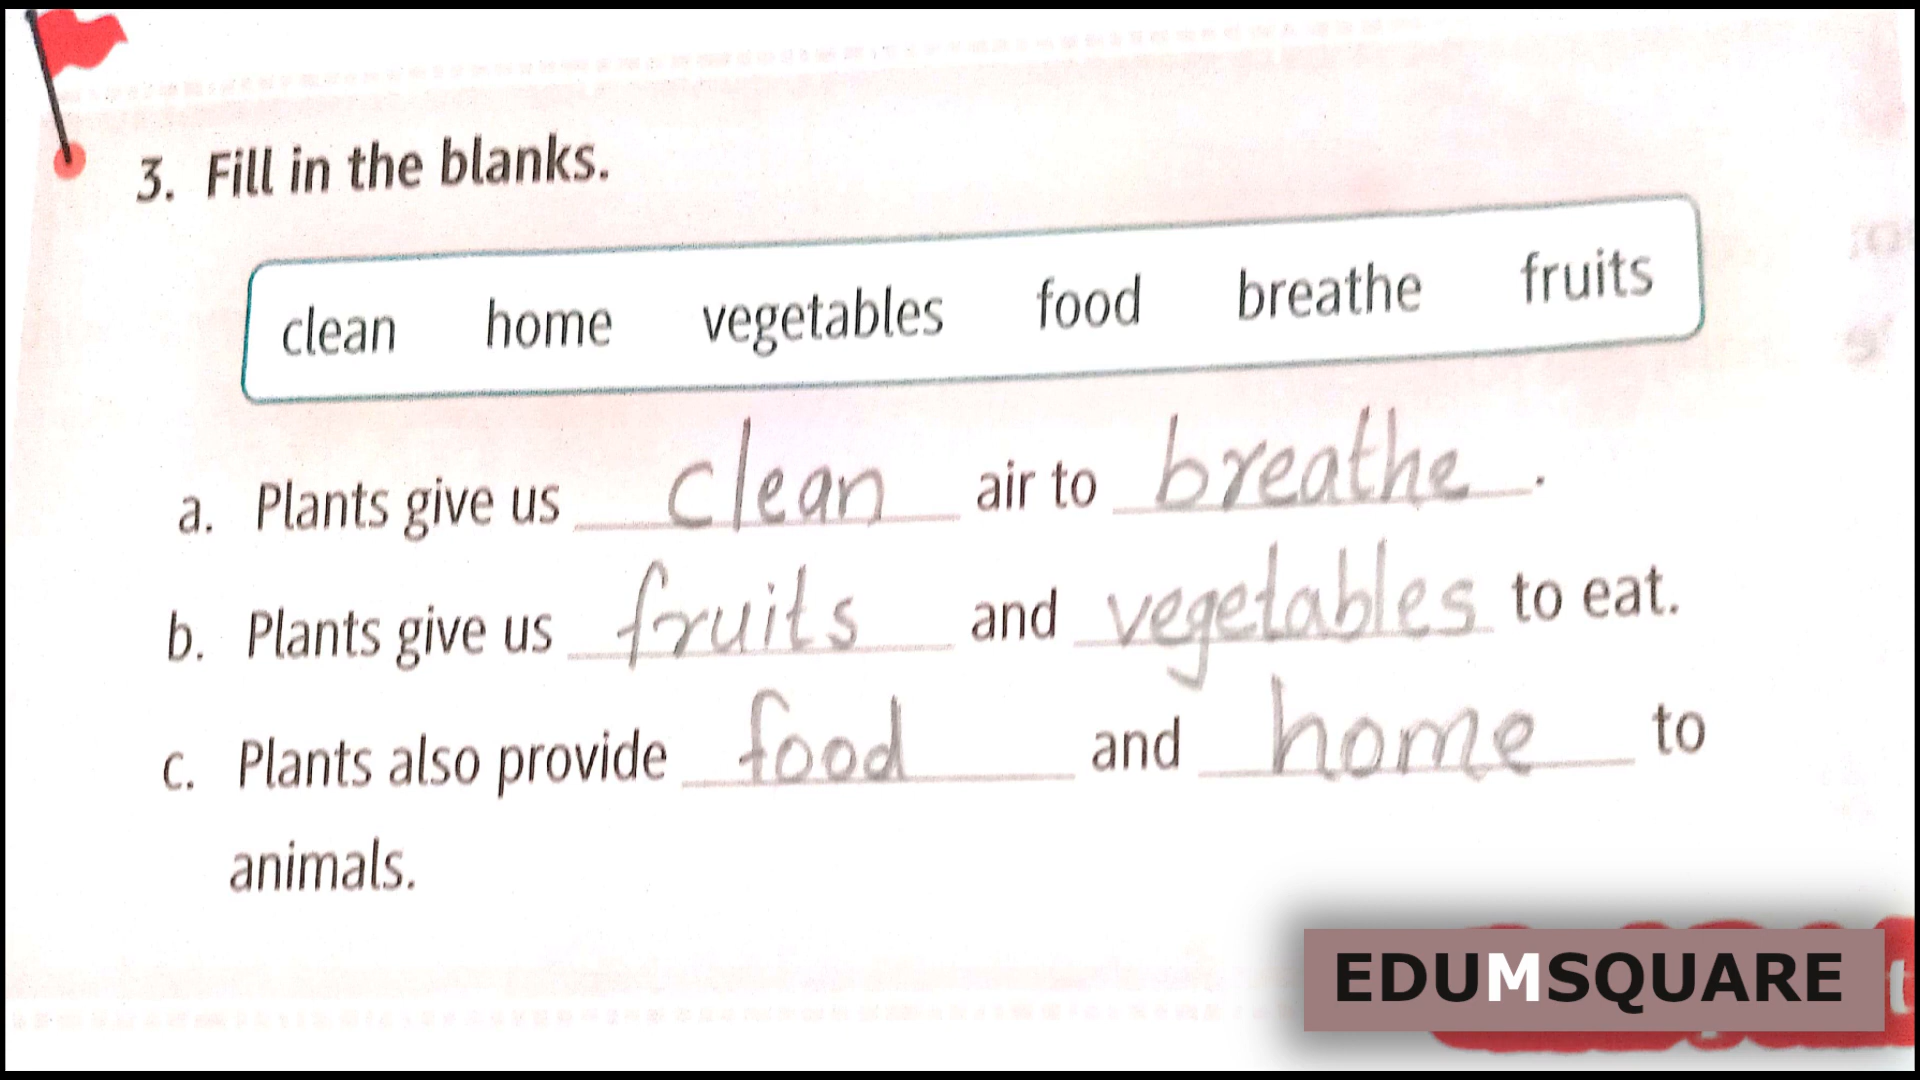 3. Fill in the blanks.
clean home vegetables food breathe fruits
a. Plants give us clean air to breathe.
b. Plants give us fruits and vegetables to eat.
c. Plants also provide food and home to
animals.
EDUMSQUARE